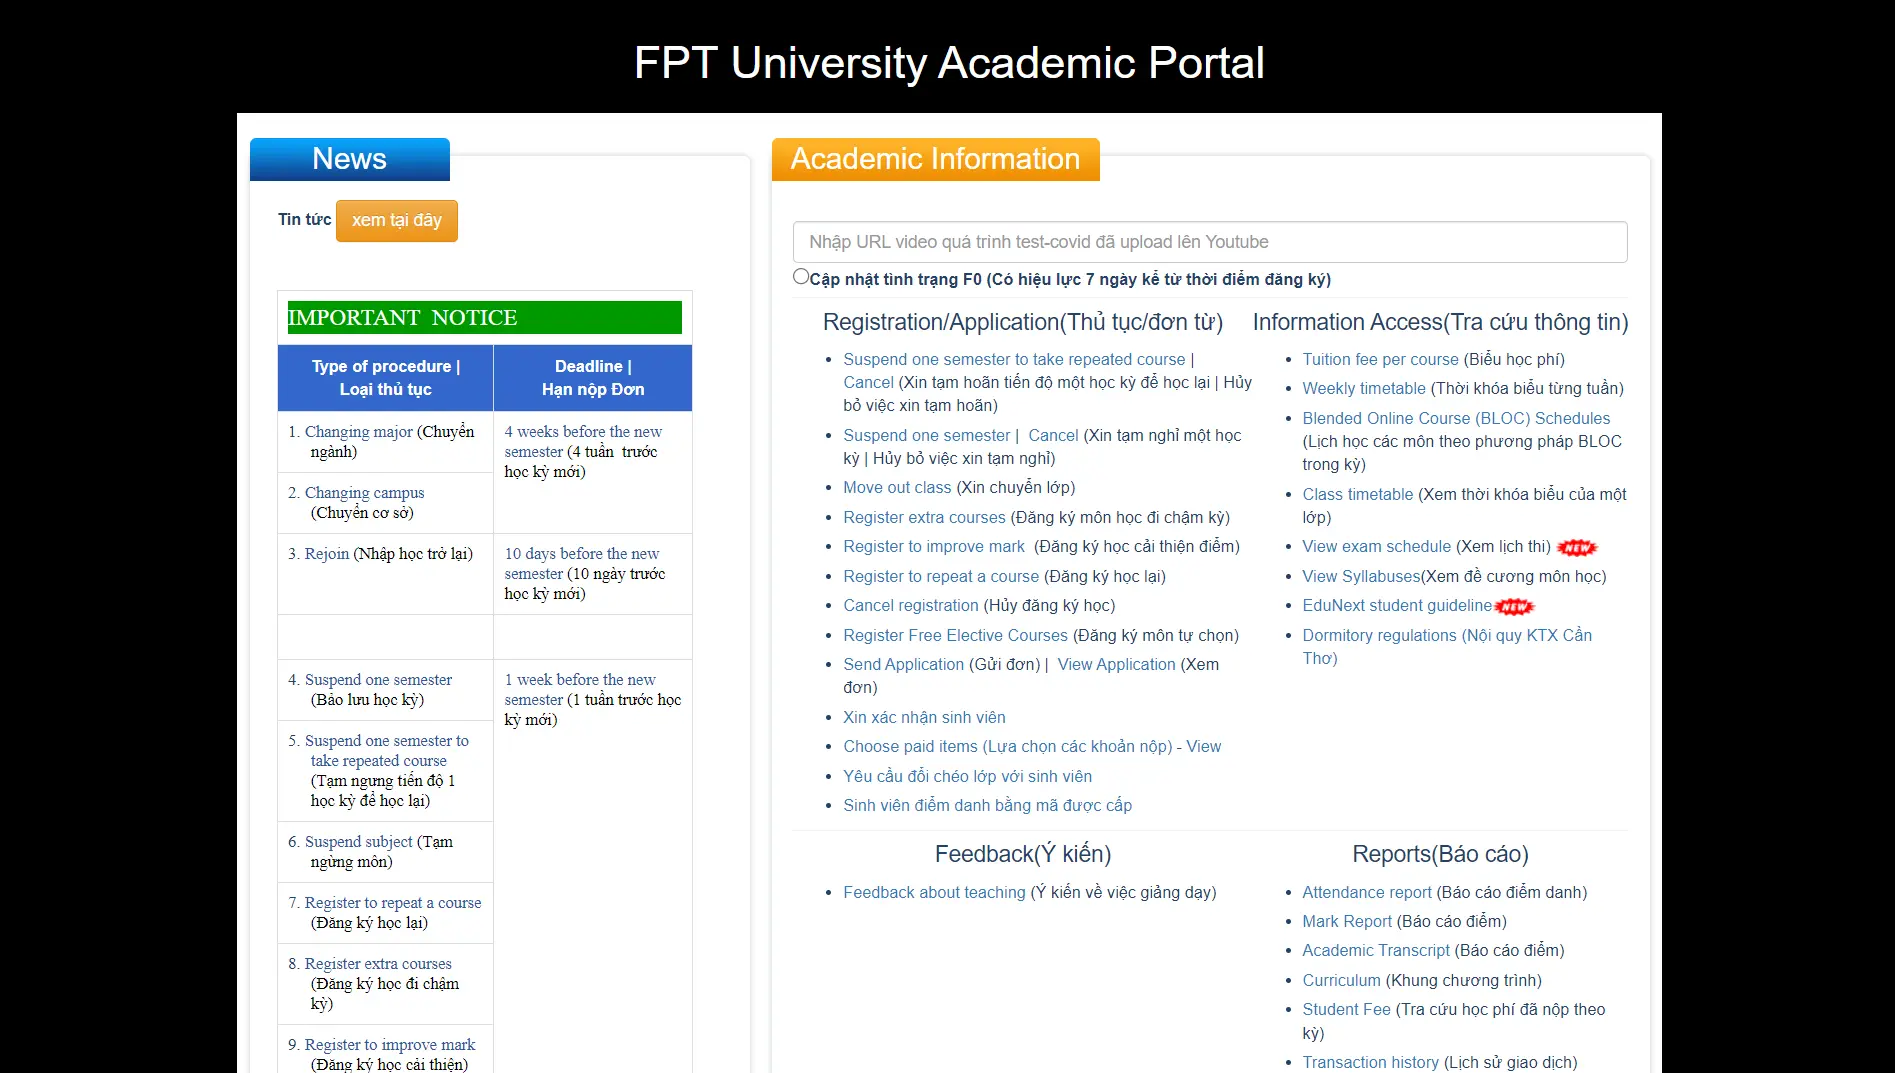 FPT University Academic Portal
News
Tin tức xem tại đây
IMPORTANT NOTICE
Type of procedure |
Loại thủ tục
Deadline |
Hạn nộp Đơn
1. Changing major (Chuyển
ngành)
4 weeks before the new
semester (4 tuần trước
học kỳ mới)
2. Changing campus
(Chuyển cơ sở)
3. Rejoin (Nhập học trở lại)
10 days before the new
semester (10 ngày trước
học kỳ mới)
4. Suspend one semester
(Bảo lưu học kỳ)
1 week before the new
semester (1 tuần trước học
kỳ mới)
5. Suspend one semester to
take repeated course
(Tạm ngưng tiến độ 1
học kỳ để học lại)
6. Suspend subject (Tạm
ngừng môn)
7. Register to repeat a course
(Đăng ký học lại)
8. Register extra courses
(Đăng ký học đi chậm
kỳ)
9. Register to improve mark
(Đăng ký học cải thiện)
Academic Information
Nhập URL video quá trình test-covid đã upload lên Youtube
Cập nhật tình trạng F0 (Có hiệu lực 7 ngày kể từ thời điểm đăng ký)
Registration/Application(Thủ tục/đơn từ)
Suspend one semester to take repeated course |
Cancel (Xin tạm hoãn tiến độ một học kỳ để học lại | Hủy
bỏ việc xin tạm hoãn)
Suspend one semester | Cancel (Xin tạm nghỉ một học
kỳ | Hủy bỏ việc xin tạm nghỉ)
Move out class (Xin chuyển lớp)
Register extra courses (Đăng ký môn học đi chậm kỳ)
Register to improve mark (Đăng ký học cải thiện điểm)
Register to repeat a course (Đăng ký học lại)
Cancel registration (Hủy đăng ký học)
Register Free Elective Courses (Đăng ký môn tự chọn)
Send Application (Gửi đơn) | View Application (Xem
đơn)
Xin xác nhận sinh viên
Choose paid items (Lựa chọn các khoản nộp) - View
Yêu cầu đổi chéo lớp với sinh viên
Sinh viên điểm danh bằng mã được cấp
Information Access(Tra cứu thông tin)
Tuition fee per course (Biểu học phí)
Weekly timetable (Thời khóa biểu từng tuần)
Blended Online Course (BLOC) Schedules
(Lịch học các môn theo phương pháp BLOC
trong kỳ)
Class timetable (Xem thời khóa biểu của một
lớp)
View exam schedule (Xem lịch thi) NEW
View Syllabuses(Xem đề cương môn học)
EduNext student guideline NEW
Dormitory regulations (Nội quy KTX Cần
Thơ)
Feedback(Ý kiến)
Feedback about teaching (Ý kiến về việc giảng dạy)
Reports(Báo cáo)
Attendance report (Báo cáo điểm danh)
Mark Report (Báo cáo điểm)
Academic Transcript (Báo cáo điểm)
Curriculum (Khung chương trình)
Student Fee (Tra cứu học phí đã nộp theo
kỳ)
Transaction history (Lịch sử giao dịch)